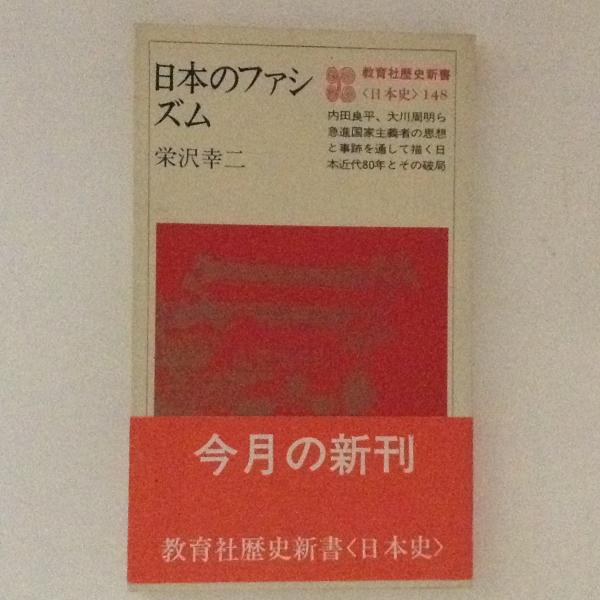 日本のファシ
ズム
栄沢幸二
教育社歴史新書
〈日本史〉148
内田良平、大川周明ら
急進国家主義者の思想
と事跡を通して描く日
本近代80年とその破局
今月の新刊
教育社歴史新書〈日本史〉